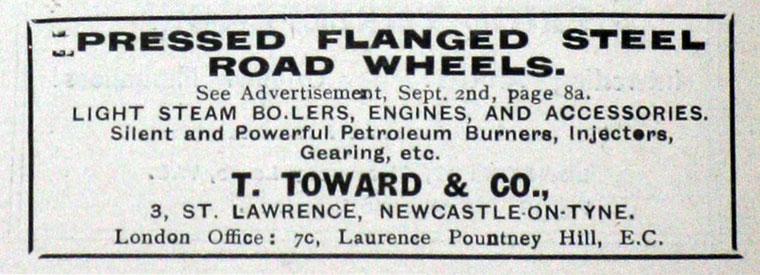 PRESSED FLANGED STEEL
ROAD WHEELS.
See Advertisement, Sept. 2nd, page 8a.
LIGHT STEAM BO.LERS, ENGINES, AND ACCESSORIES.
Silent and Powerful Petroleum Burners, Injectors,
Gearing, etc.
T. TOWARD & CO.,
3, ST. LAWRENCE, NEWCASTLE-ON-TYNE.
London Office: 7c, Laurence Pountney Hill, E.C.